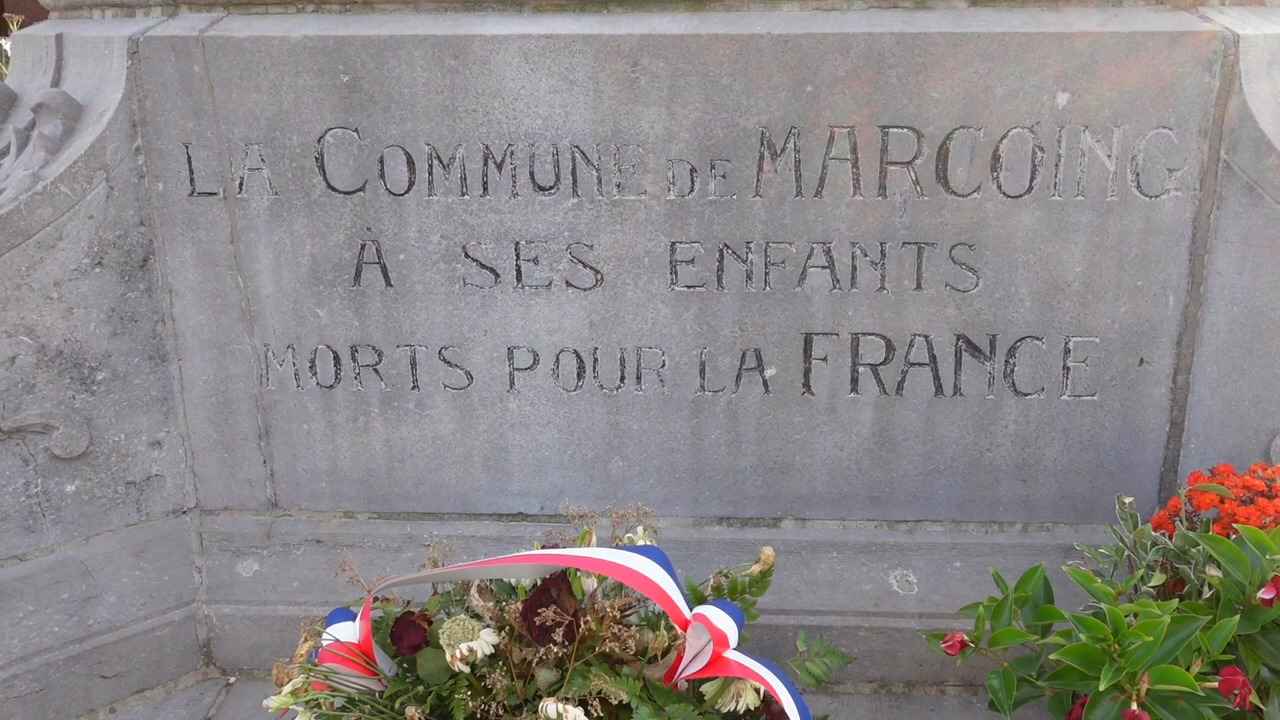 LA COMMUNE DE MARCOING
À SES ENFANTS
MORTS POUR LA FRANCE